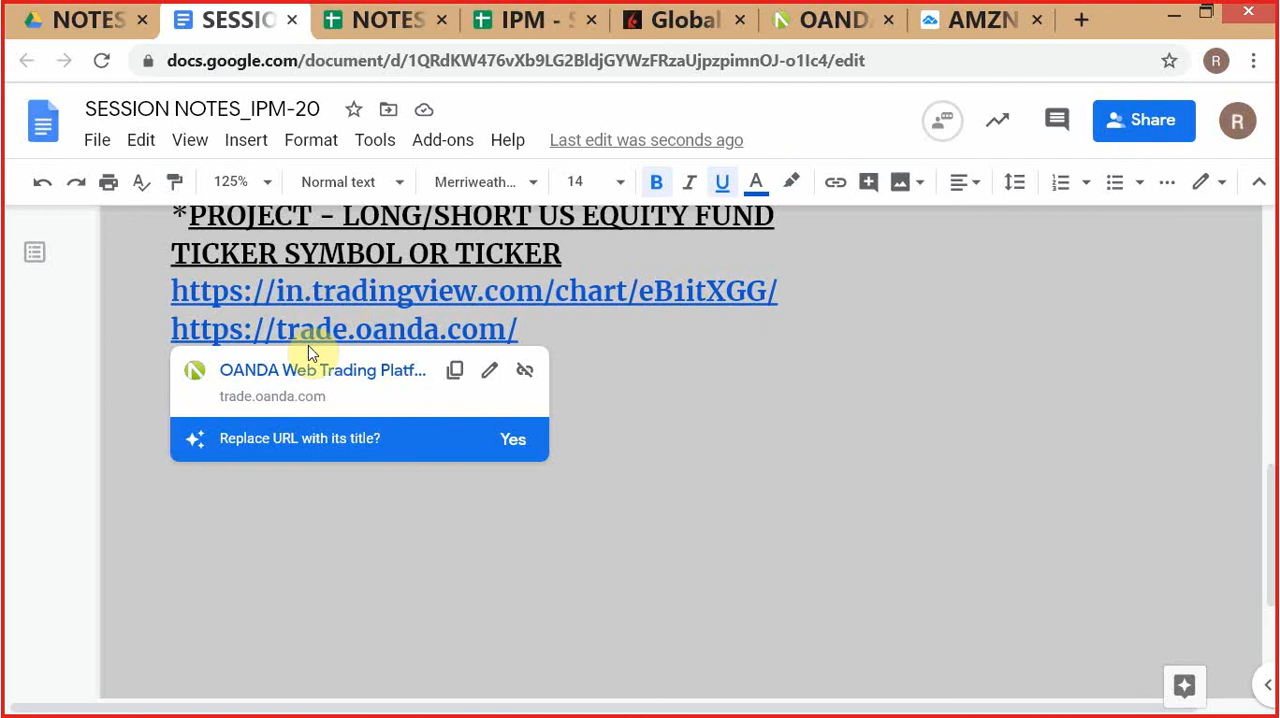 NOTES SESSIO NOTES IPM - S Global OANDA AMZN
docs.google.com/document/d/1QRdKW476vXb9LG2BldjGYWzFRzaUjpzpimnOJ-o1Ic4/edit R
SESSION NOTES_IPM-20
Share R
File Edit View Insert Format Tools Add-ons Help Last edit was seconds ago
125% Normal text Merriweath... 14 B I U A
*PROJECT - LONG/SHORT US EQUITY FUND
TICKER SYMBOL OR TICKER
https://in.tradingview.com/chart/eB1itXGG/
https://trade.oanda.com/
OANDA Web Trading Platf...
trade.oanda.com
Replace URL with its title? Yes